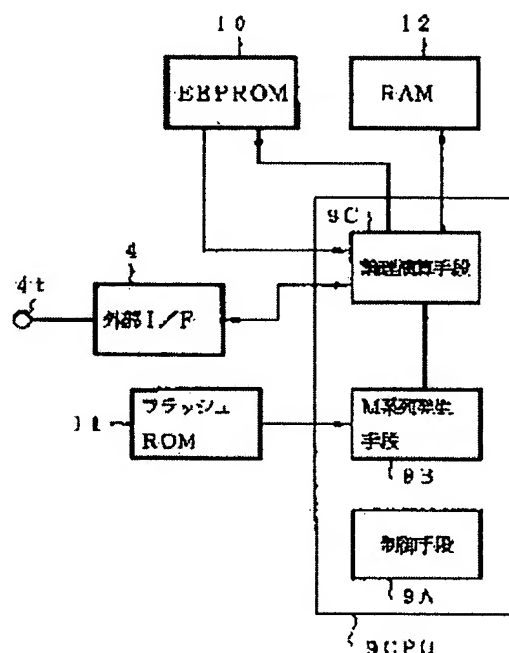 10
12
EEPROM
RAM
9C
論理演算手段
4
4t
外部I/F
フラッシュ
ROM
11
M系列発生
手段
9B
制御手段
9A
9CPU